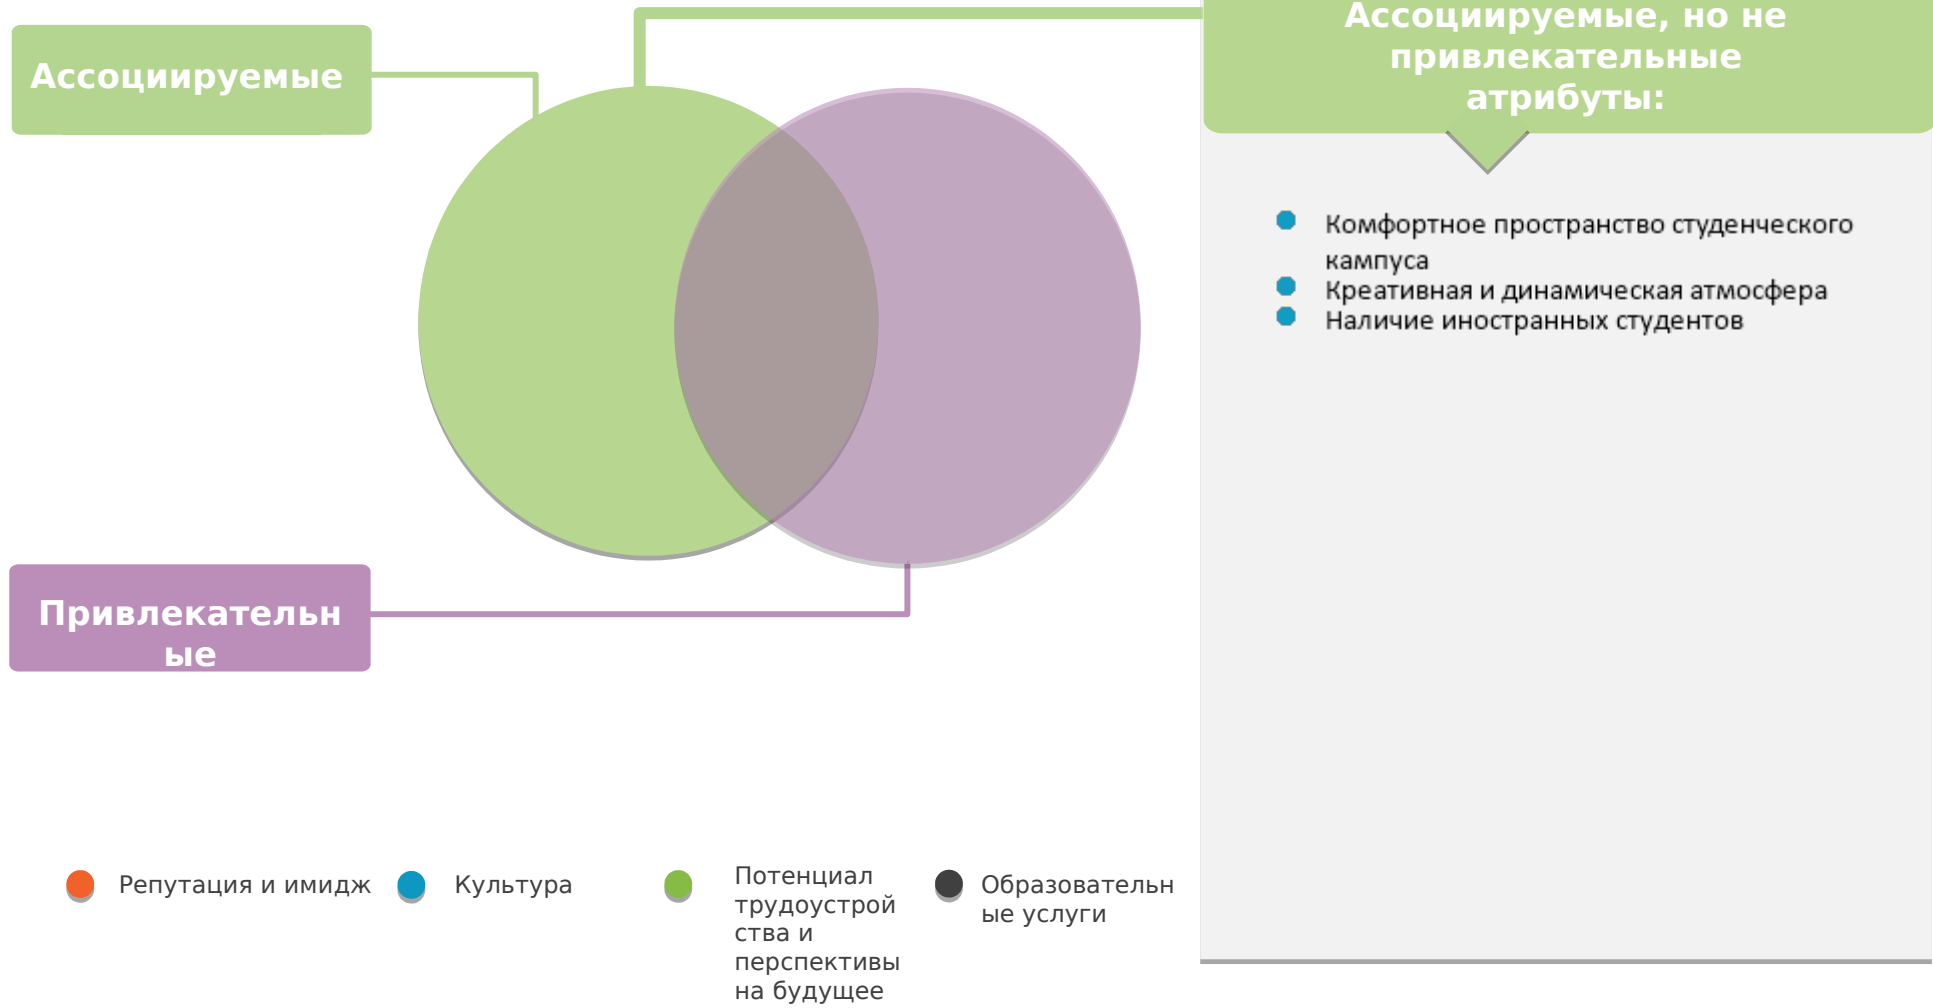 Ассоциируемые
Ассоциируемые, но не
привлекательные
атрибуты:
Комфортное пространство студенческого
кампуса
Креативная и динамическая атмосфера
Наличие иностранных студентов
Привлекательн
ые
Репутация и имидж
Культура
Потенциал
трудоустрой
ства и
перспективы
на будущее
Образовательн
ые услуги